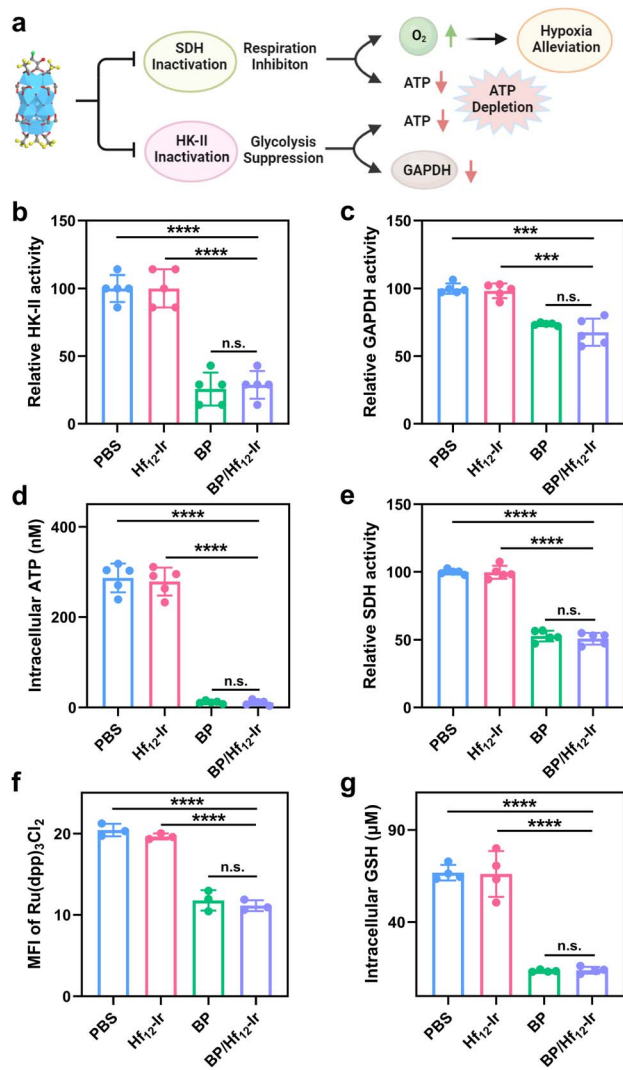 a
SDH
Inactivation
Respiration
Inhibiton
O2
Hypoxia
Alleviation
ATP
ATP
Depletion
HK-II
Inactivation
Glycolysis
Suppression
ATP
GAPDH
b
Relative HK-II activity
150
100
50
0
****
****
n.s.
PBS
Hf12-Ir
BP
BP/Hf12-Ir
c
Relative GAPDH activity
150
100
50
0
***
***
n.s.
PBS
Hf12-Ir
BP
BP/Hf12-Ir
d
Intracellular ATP (nM)
400
200
0
****
****
n.s.
PBS
Hf12-Ir
BP
BP/Hf12-Ir
e
Relative SDH activity
150
100
50
0
****
****
n.s.
PBS
Hf12-Ir
BP
BP/Hf12-Ir
f
MFI of Ru(dpp)3Cl2
20
10
0
****
****
n.s.
PBS
Hf12-Ir
BP
BP/Hf12-Ir
g
Intracellular GSH (μM)
90
40
****
****
n.s.
PBS
Hf12-Ir
BP
BP/Hf12-Ir